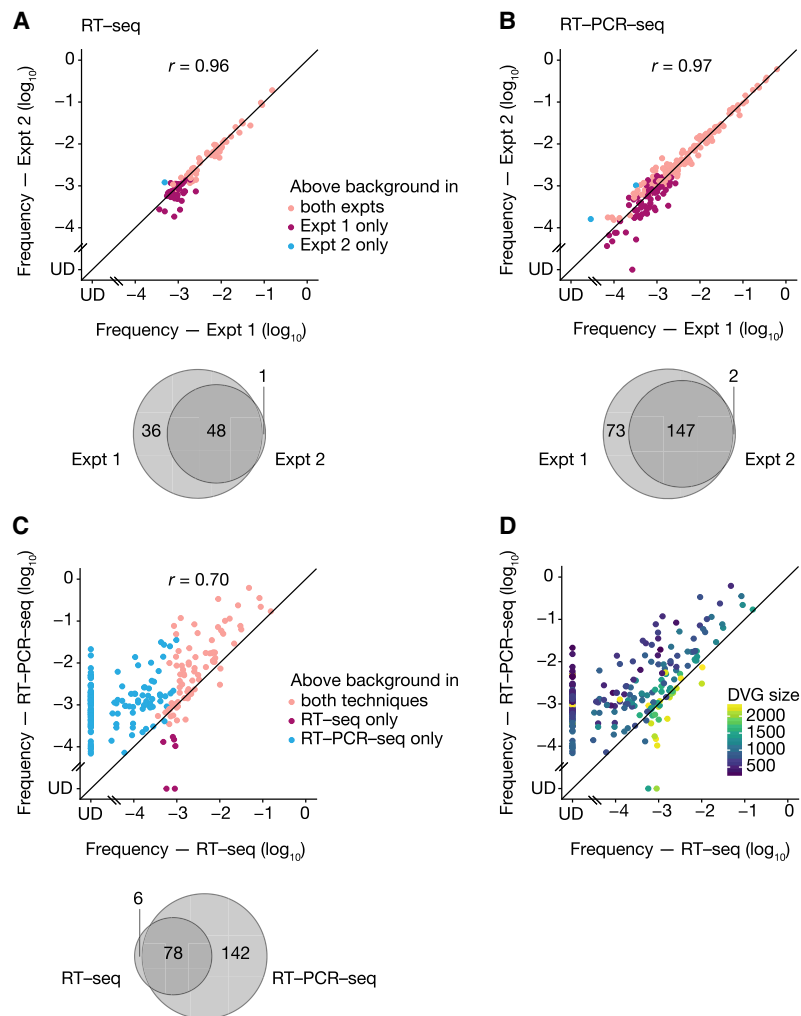 A
RT–seq
r = 0.96
Frequency — Expt 2 (log10)
0
−1
−2
−3
−4
UD
UD
−4
−3
−2
−1
0
Frequency — Expt 1 (log10)
Above background in
both expts
Expt 1 only
Expt 2 only
1
36
48
Expt 1
Expt 2
B
RT–PCR–seq
r = 0.97
Frequency — Expt 2 (log10)
0
−1
−2
−3
−4
UD
UD
−4
−3
−2
−1
0
Frequency — Expt 1 (log10)
2
73
147
Expt 1
Expt 2
C
r = 0.70
Frequency — RT–PCR–seq (log10)
0
−1
−2
−3
−4
UD
UD
−4
−3
−2
−1
0
Frequency — RT–seq (log10)
Above background in
both techniques
RT–seq only
RT–PCR–seq only
6
78
142
RT–seq
RT–PCR–seq
D
Frequency — RT–PCR–seq (log10)
0
−1
−2
−3
−4
UD
UD
−4
−3
−2
−1
0
Frequency — RT–seq (log10)
DVG size
2000
1500
1000
500